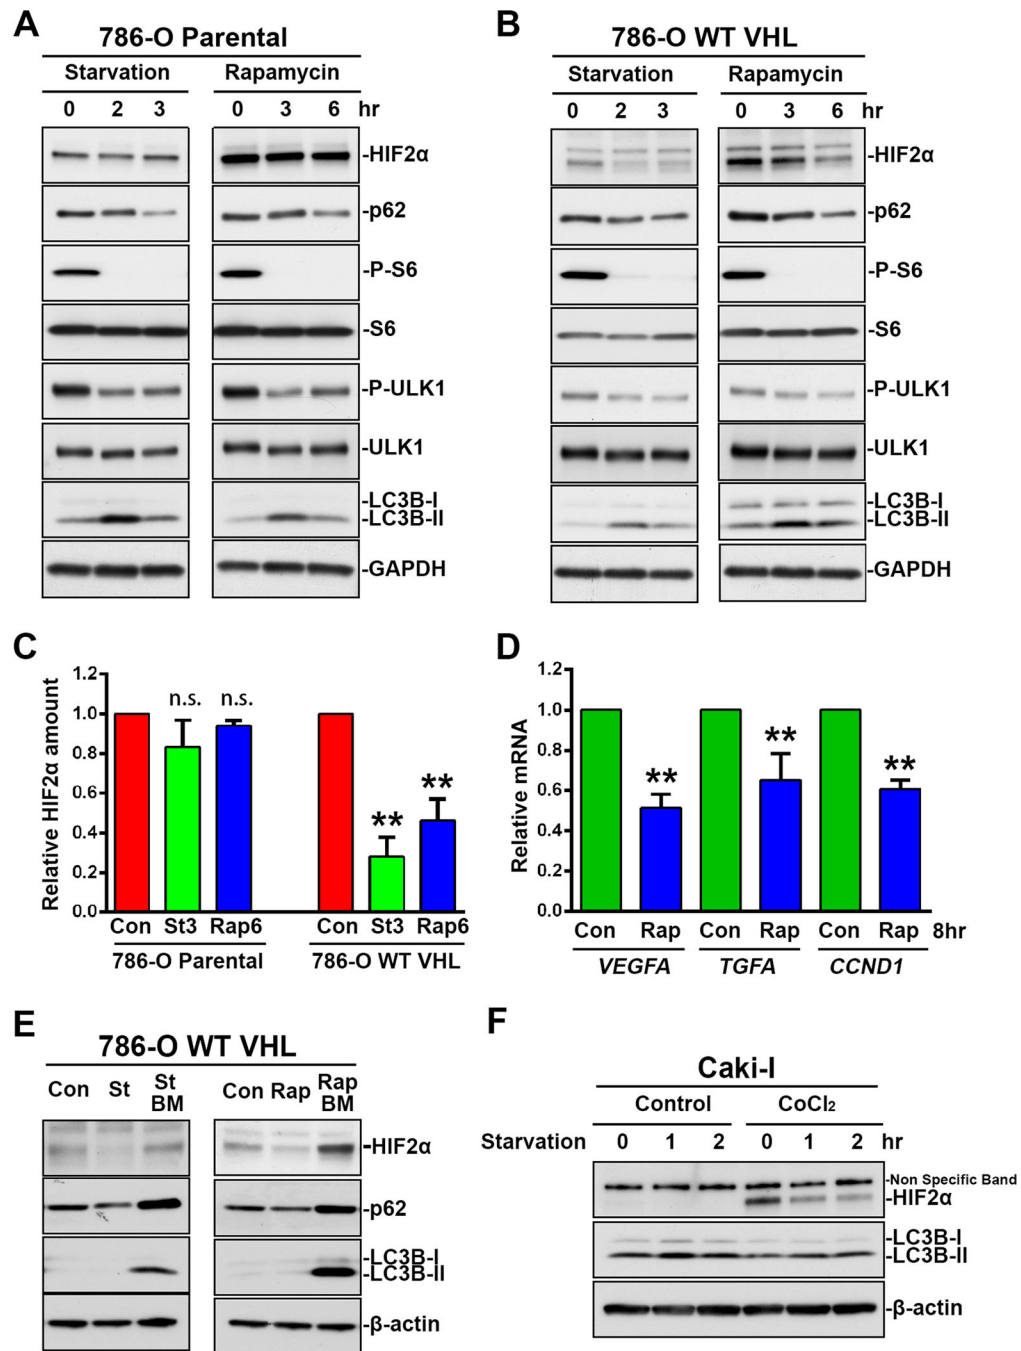 A
786-O Parental
Starvation Rapamycin
0 2 3 0 3 6 hr
-HIF2α
-p62
-P-S6
-S6
-P-ULK1
-ULK1
-LC3B-I
-LC3B-II
-GAPDH
B
786-O WT VHL
Starvation Rapamycin
0 2 3 0 3 6 hr
-HIF2α
-p62
-P-S6
-S6
-P-ULK1
-ULK1
-LC3B-I
-LC3B-II
-GAPDH
C
Relative HIF2α amount
1.2
1.0
0.8
0.6
0.4
0.2
0.0
n.s. n.s.
** **
Con St3 Rap6 Con St3 Rap6
786-O Parental 786-O WT VHL
D
Relative mRNA
1.2
1.0
0.8
0.6
0.4
0.2
0.0
** ** **
Con Rap Con Rap Con Rap 8hr
VEGFA TGFA CCND1
E
786-O WT VHL
Con St St BM Con Rap Rap BM
-HIF2α
-p62
-LC3B-I
-LC3B-II
-β-actin
F
Caki-I
Control CoCl₂
Starvation 0 1 2 0 1 2 hr
-Non Specific Band
-HIF2α
-LC3B-I
-LC3B-II
-β-actin